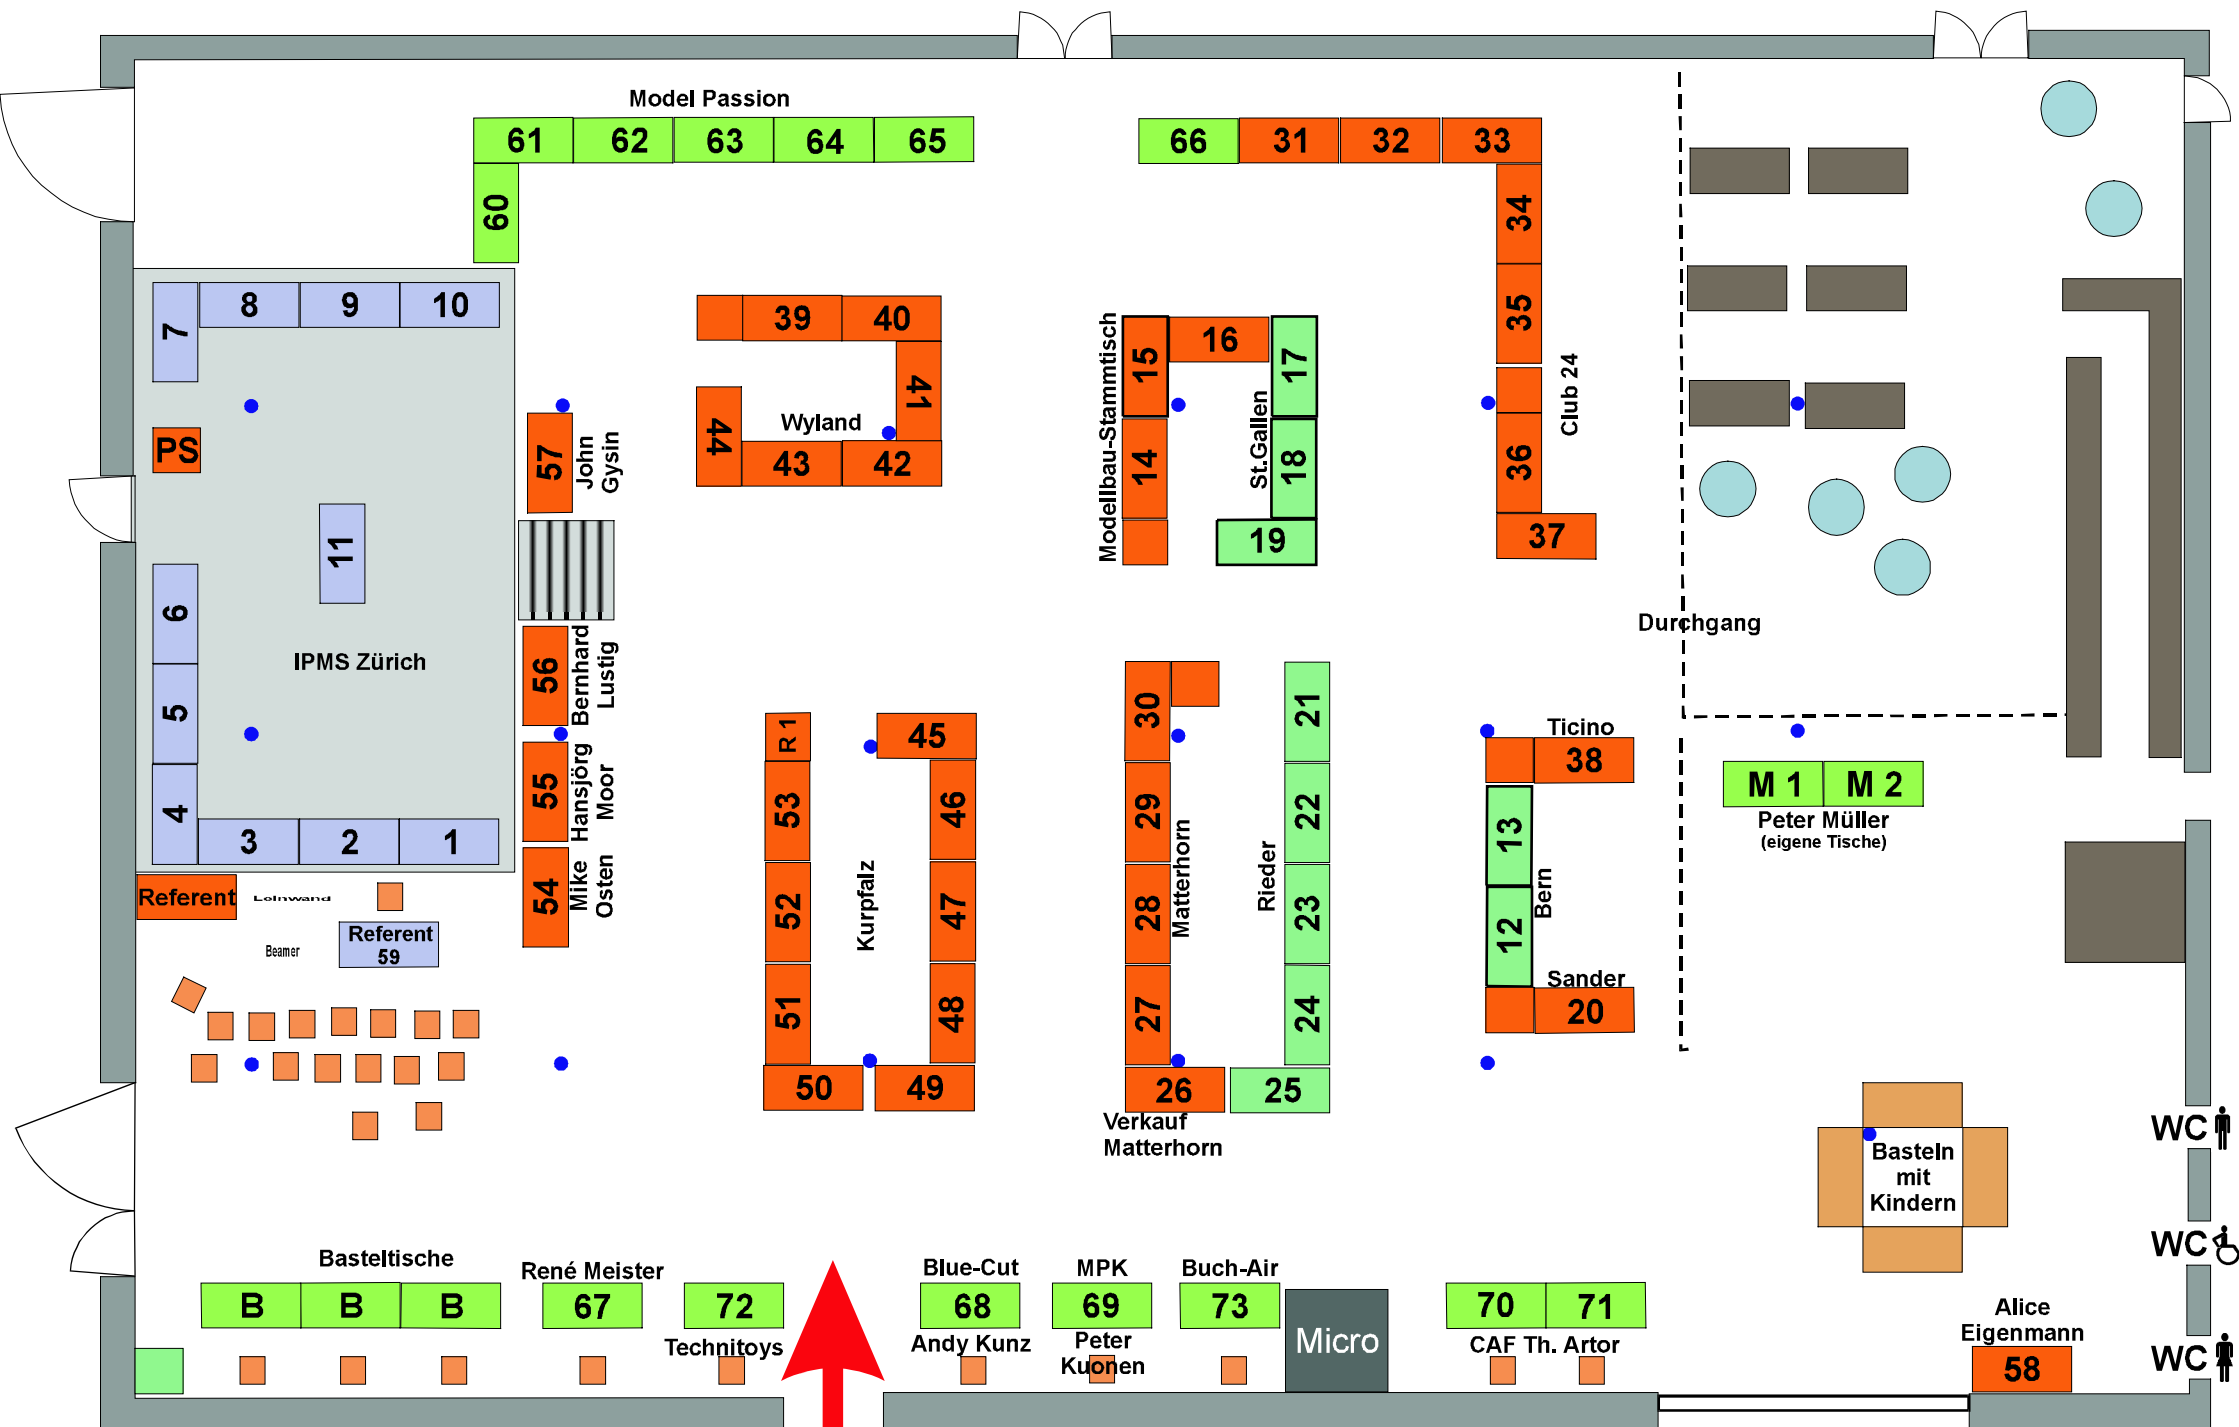 Model Passion
61 62 63 64 65
60
66 31 32 33
34
35
36
37
Club 24
7 8 9 10
PS
11
6
5
4
3 2 1
IPMS Zürich
39 40
41
44
43 42
Wyland
57
John
Gysin
Modellbau-Stammtisch
15 16 17
14 18
19
St.Gallen
Durchgang
56
Bernhard
Lustig
55
Hansjörg
Moor
54
Mike
Osten
R 1 45
53 46
52 47
51 48
50 49
Kurpfalz
30 21
29 22
28 23
27 24
26 25
Matterhorn
Rieder
Verkauf
Matterhorn
Ticino
38
13
12
Bern
Sander
20
M 1 M 2
Peter Müller
(eigene Tische)
Referent
Leinwand
Beamer
Referent
59
Basteln
mit
Kindern
WC
WC
WC
Basteltische
B B B
René Meister
67
72
Technitoys
Blue-Cut
68
Andy Kunz
MPK
69
Peter
Kuonen
Buch-Air
73
Micro
70 71
CAF Th. Artor
Alice
Eigenmann
58